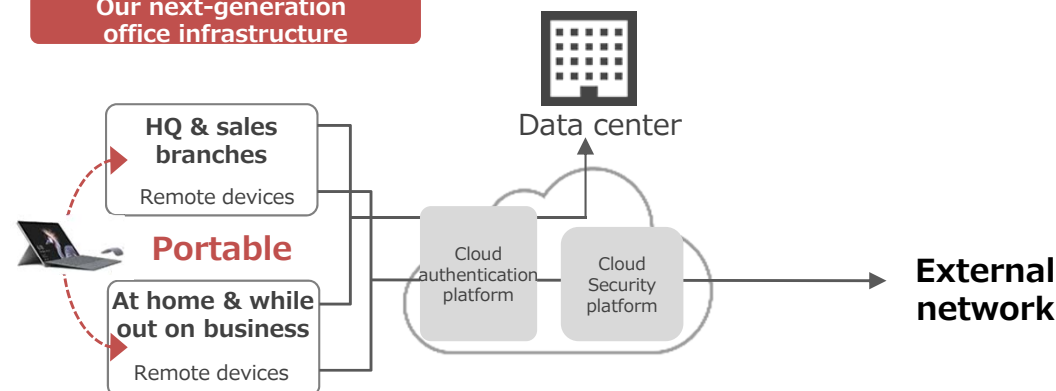 Our next-generation
office infrastructure
Data center
HQ & sales
branches
Remote devices
Portable
At home & while
out on business
Remote devices
Cloud
authentication
platform
Cloud
Security
platform
External
network